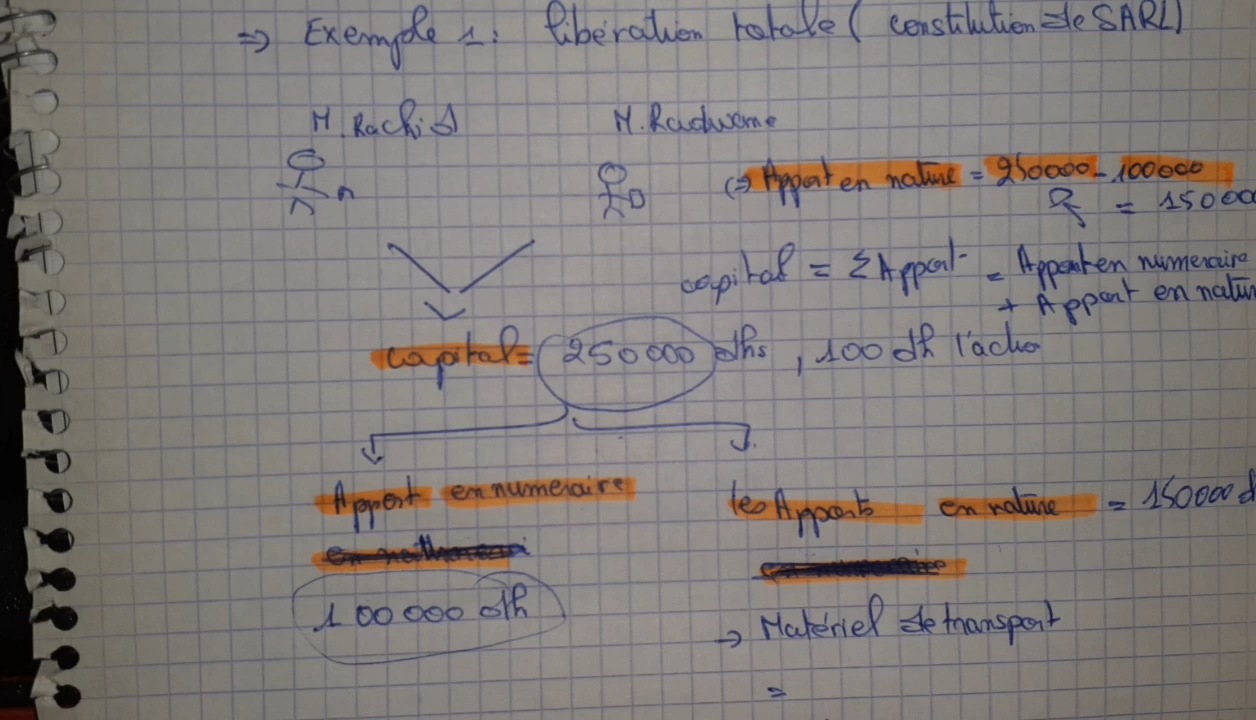 ⇒ Exemple 1: libération totale (constitution de SARL)
M. Rachid
M. Radwane
⇒ Apport en nature = 250000 - 100000
= 15000
capital = Σ Apport = Apport en numeraire
+ Apport en natur
capital = 250 000 dhs, 100 dh l'action
Apport en numeraire
les Apports en nature = 150000 d
100 000 dh
→ Matériel de transport
=